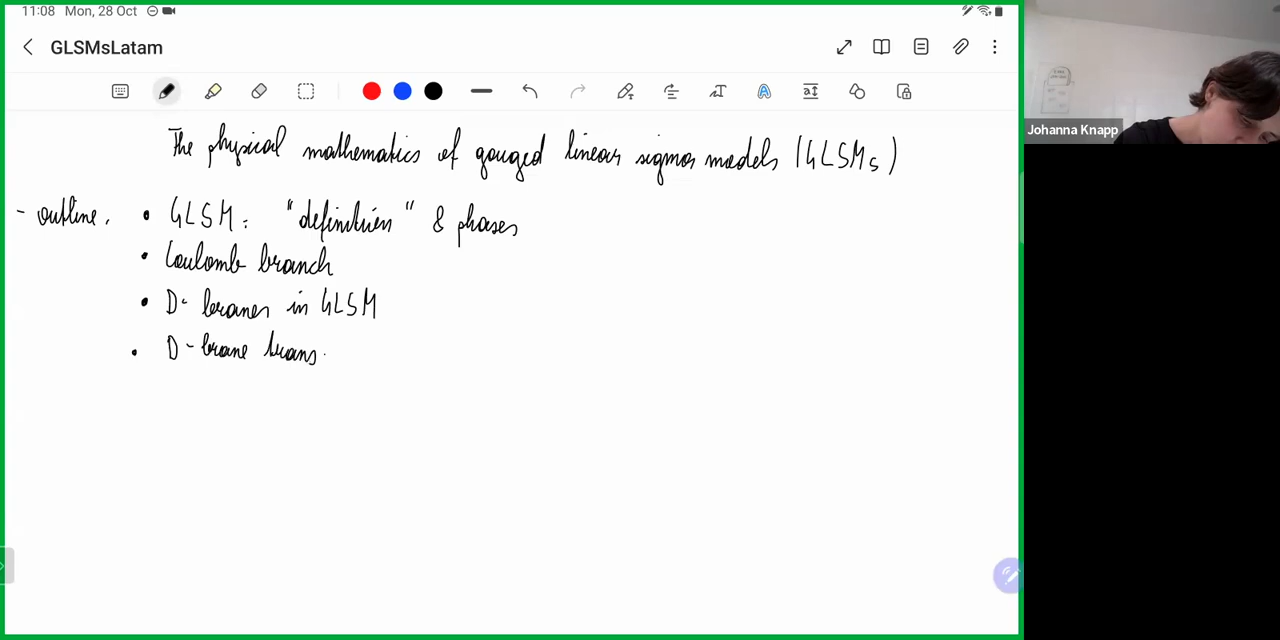 11:08 Mon, 28 Oct
GLSMsLatam
The physical mathematics of gauged linear sigma models (GLSMs)
- outline. • GLSM: "definition" & phases
• Coulomb branch
• D-branes in GLSM
• D-brane trans.
Johanna Knapp